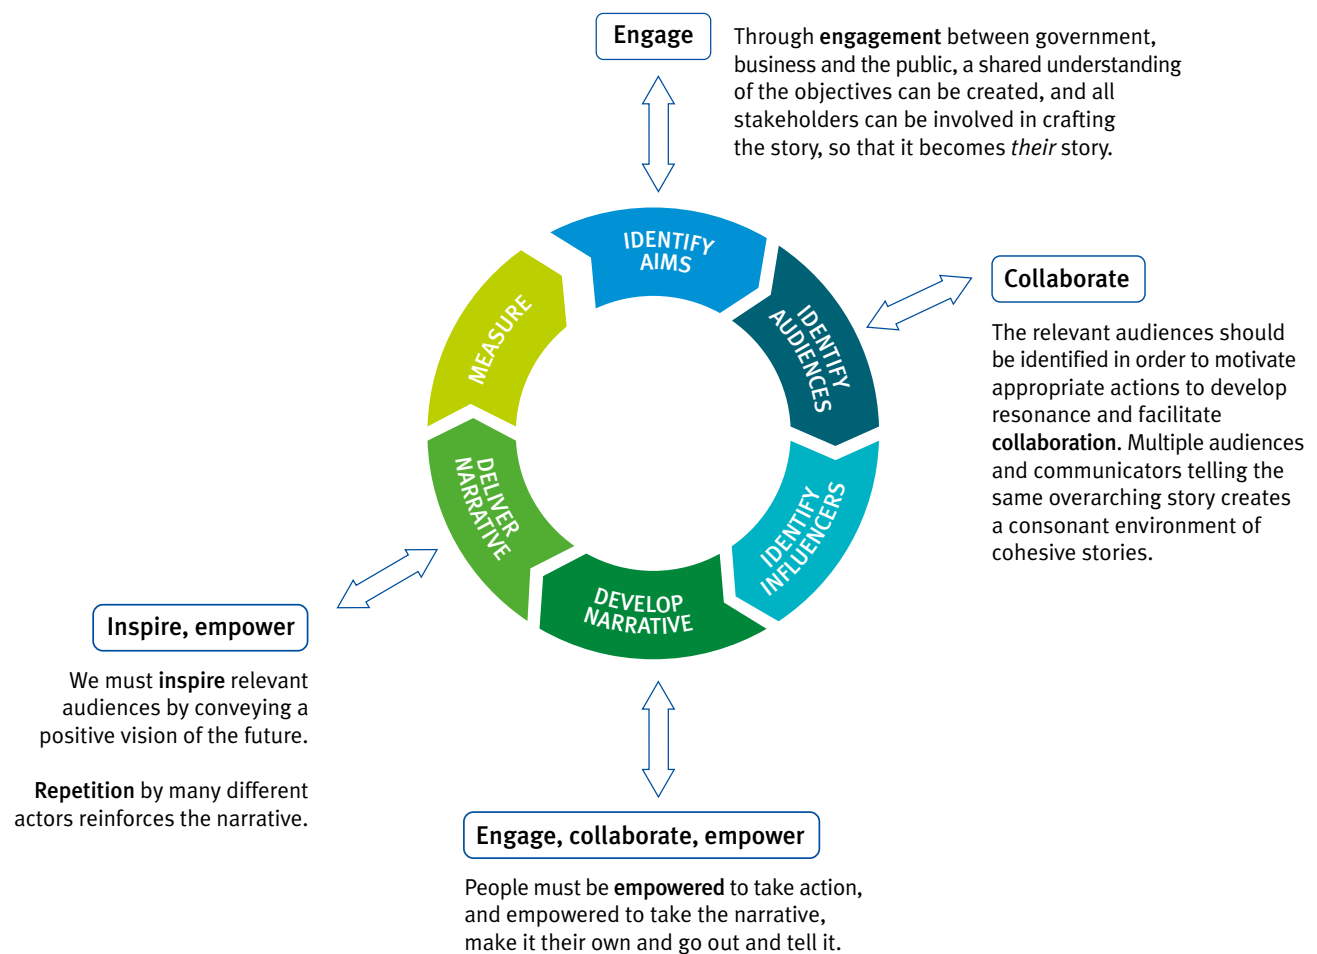 Engage
Through engagement between government,
business and the public, a shared understanding
of the objectives can be created, and all
stakeholders can be involved in crafting
the story, so that it becomes their story.
IDENTIFY
AIMS
IDENTIFY
AUDIENCES
Collaborate
The relevant audiences should
be identified in order to motivate
appropriate actions to develop
resonance and facilitate
collaboration. Multiple audiences
and communicators telling the
same overarching story creates
a consonant environment of
cohesive stories.
IDENTIFY
INFLUENCERS
DEVELOP
NARRATIVE
DELIVER
NARRATIVE
MEASURE
Inspire, empower
We must inspire relevant
audiences by conveying a
positive vision of the future.
Repetition by many different
actors reinforces the narrative.
Engage, collaborate, empower
People must be empowered to take action,
and empowered to take the narrative,
make it their own and go out and tell it.